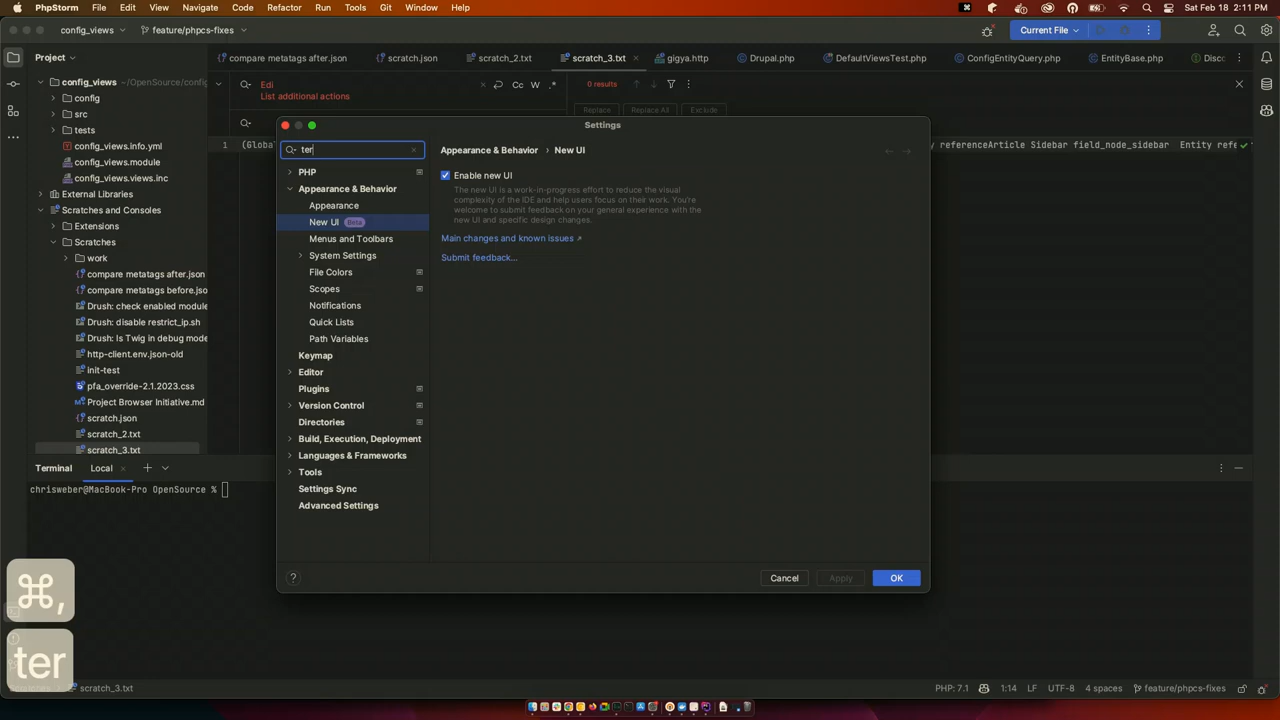 PhpStorm File Edit View Navigate Code Refactor Run Tools Git Window Help Sat Feb 18 2:11 PM
config_views feature/phpcs-fixes Current File
Project compare metatags after.json scratch.json scratch_2.txt scratch_3.txt gigya.http Drupal.php DefaultViewsTest.php ConfigEntityQuery.php EntityBase.php Disco
Edi Cc W .* 0 results
List additional actions
Replace Replace All Exclude
1 (Global y referenceArticle Sidebar field_node_sidebar Entity refe
config_views ~/OpenSource/config
config
src
tests
config_views.info.yml
config_views.module
config_views.views.inc
External Libraries
Scratches and Consoles
Extensions
Scratches
work
compare metatags after.json
compare metatags before.json
Drush: check enabled module
Drush: disable restrict_ip.sh
Drush: Is Twig in debug mode
http-client.env.json-old
init-test
pfa_override-2.1.2023.css
Project Browser Initiative.md
scratch.json
scratch_2.txt
scratch_3.txt
Settings
ter
PHP
Appearance & Behavior
Appearance
New UI Beta
Menus and Toolbars
System Settings
File Colors
Scopes
Notifications
Quick Lists
Path Variables
Keymap
Editor
Plugins
Version Control
Directories
Build, Execution, Deployment
Languages & Frameworks
Tools
Settings Sync
Advanced Settings
Appearance & Behavior › New UI
Enable new UI
The new UI is a work-in-progress effort to reduce the visual
complexity of the IDE and help users focus on their work. You're
welcome to submit feedback on your general experience with the
new UI and specific design changes.
Main changes and known issues ↗
Submit feedback...
? Cancel Apply OK
Terminal Local
chrisweber@MacBook-Pro OpenSource %
⌘,
ter
scratch_3.txt PHP: 7.1 1:14 LF UTF-8 4 spaces feature/phpcs-fixes